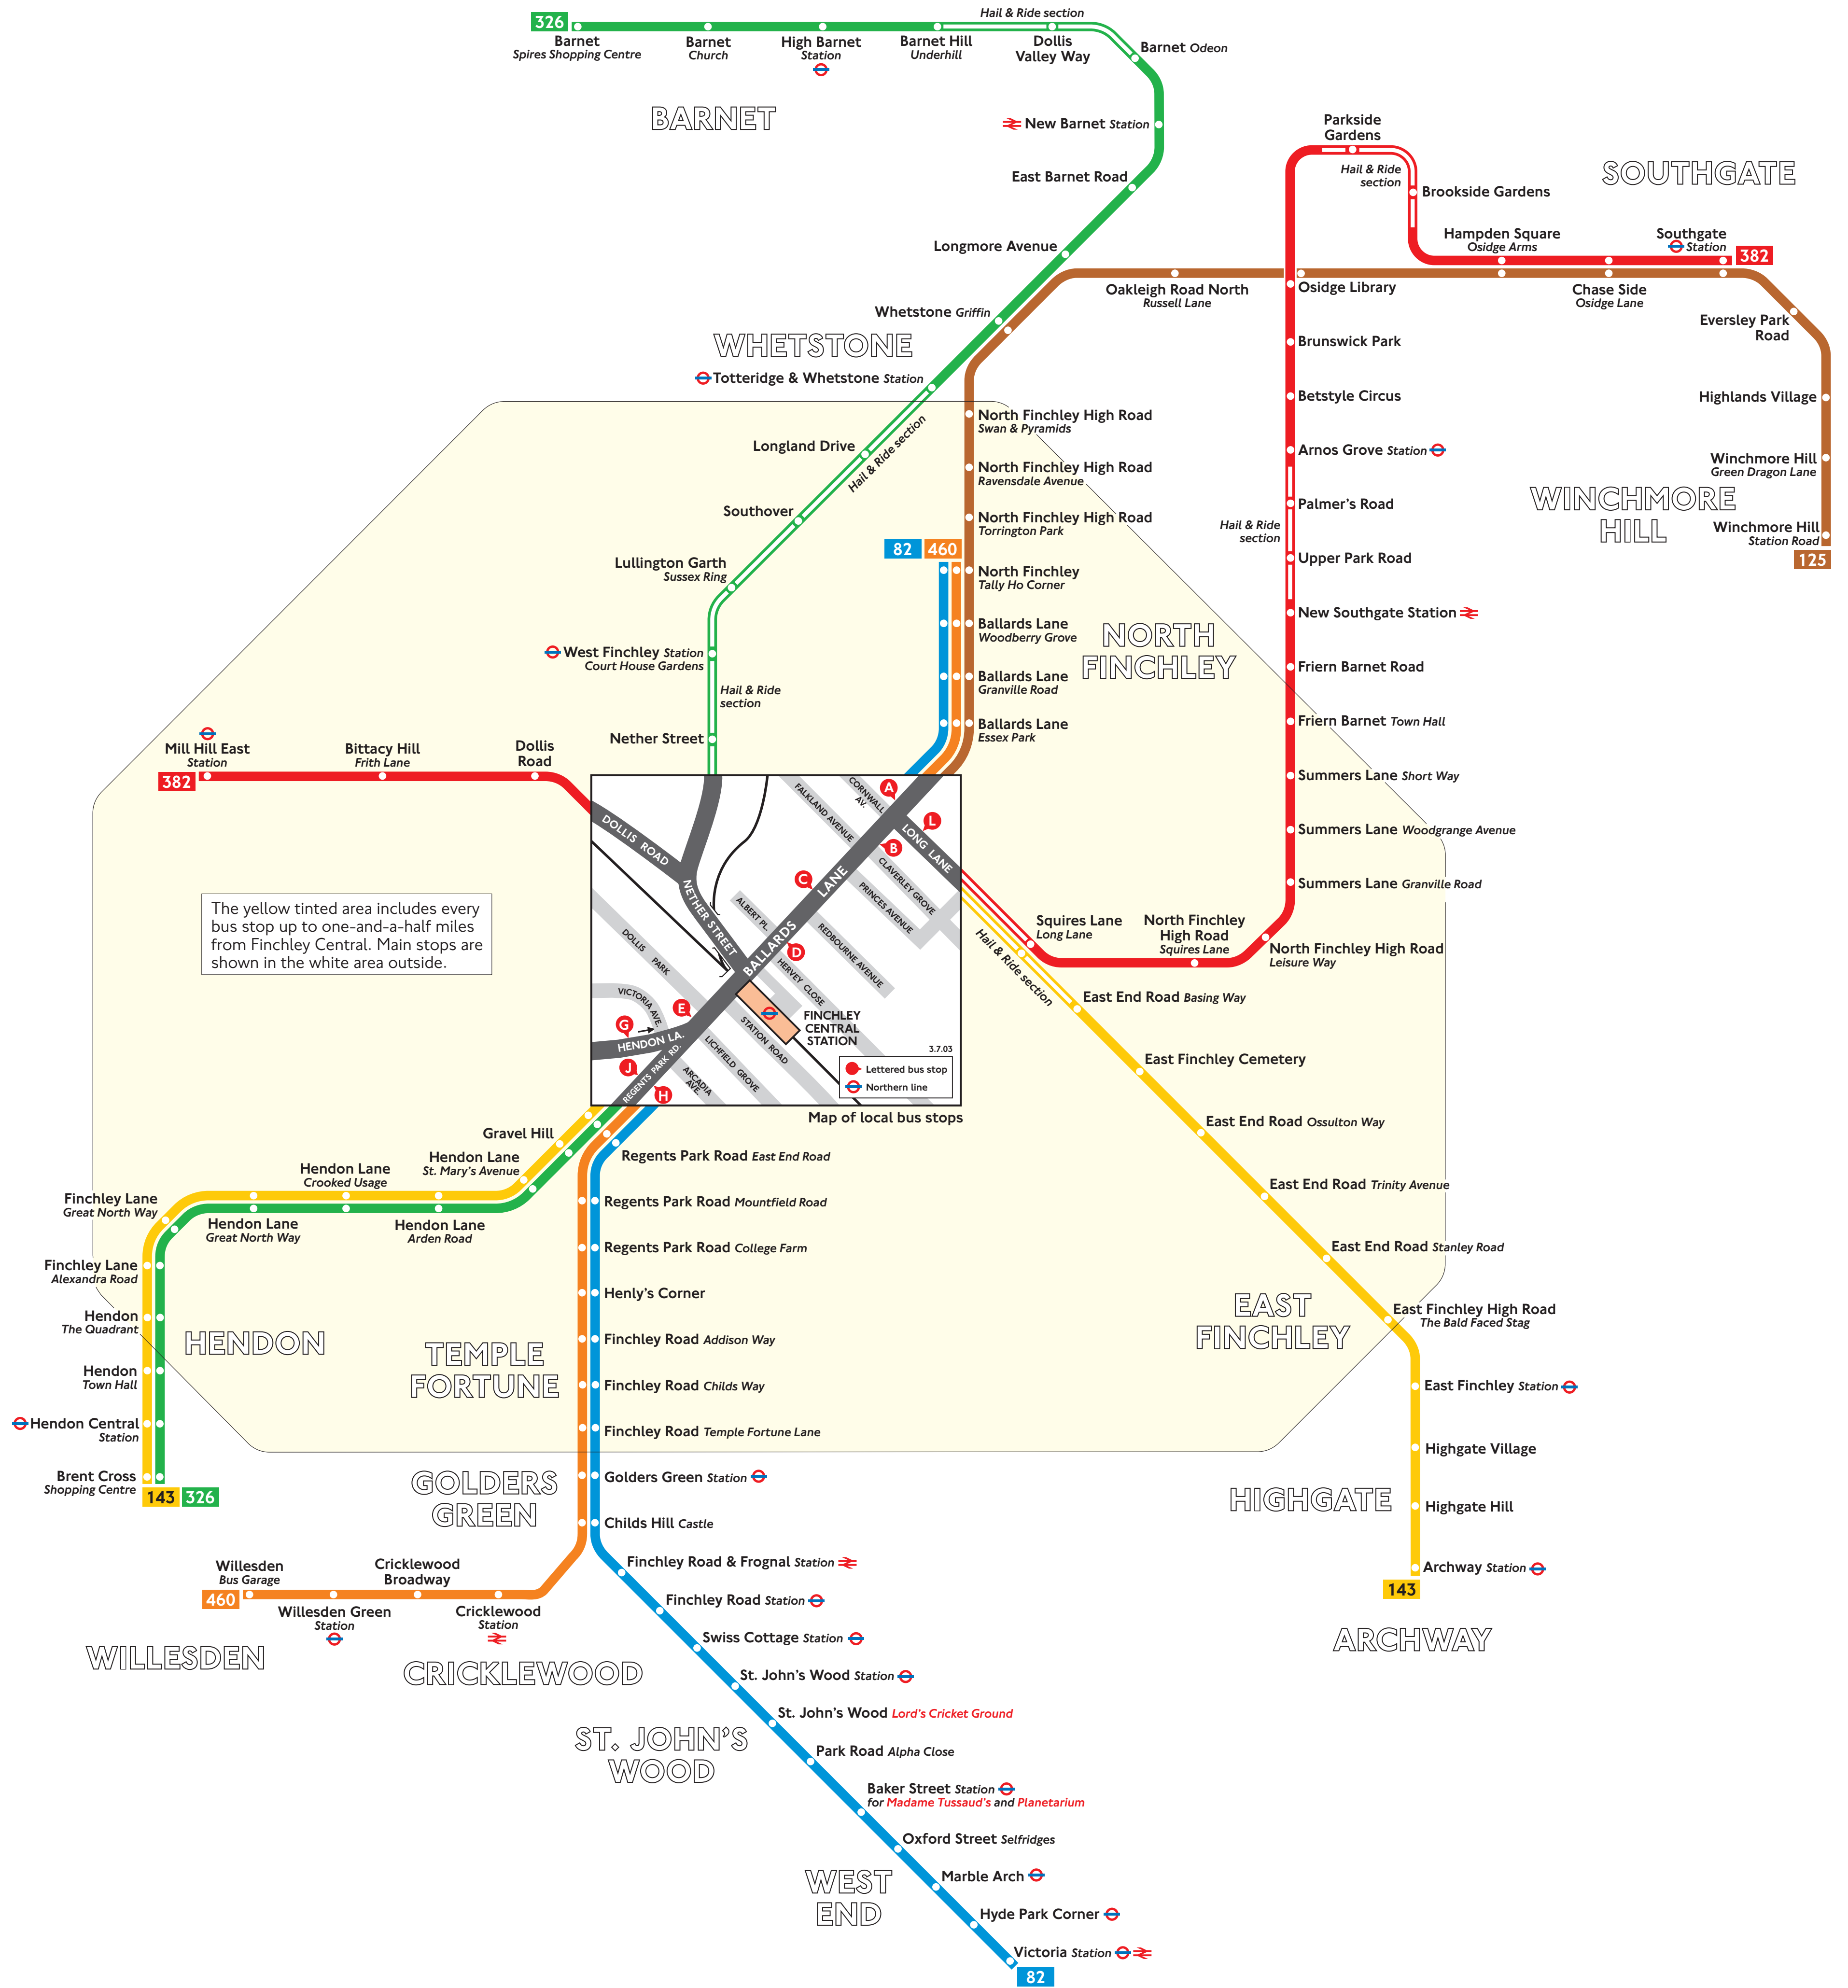 326
Hail & Ride section
Barnet
Spires Shopping Centre
Barnet
Church
High Barnet
Station
Barnet Hill
Underhill
Dollis
Valley Way
Barnet Odeon
BARNET
New Barnet Station
East Barnet Road
Longmore Avenue
Whetstone Griffin
WHETSTONE
Totteridge & Whetstone Station
Longland Drive
Hail & Ride section
Southover
Lullington Garth
Sussex Ring
West Finchley Station
Court House Gardens
Hail & Ride
section
Nether Street
Parkside
Gardens
Hail & Ride
section
SOUTHGATE
Brookside Gardens
Hampden Square
Osidge Arms
Southgate
Station
382
Oakleigh Road North
Russell Lane
Osidge Library
Chase Side
Osidge Lane
Eversley Park
Road
Brunswick Park
Betstyle Circus
Highlands Village
Arnos Grove Station
Winchmore Hill
Green Dragon Lane
WINCHMORE
HILL
Palmer's Road
Hail & Ride
section
Winchmore Hill
Station Road
125
Upper Park Road
New Southgate Station
Friern Barnet Road
Friern Barnet Town Hall
Summers Lane Short Way
Summers Lane Woodgrange Avenue
Summers Lane Granville Road
North Finchley High Road
Swan & Pyramids
North Finchley High Road
Ravensdale Avenue
North Finchley High Road
Torrington Park
82 460
North Finchley
Tally Ho Corner
Ballards Lane
Woodberry Grove
NORTH
FINCHLEY
Ballards Lane
Granville Road
Ballards Lane
Essex Park
Mill Hill East
Station
Bittacy Hill
Frith Lane
Dollis
Road
382
The yellow tinted area includes every
bus stop up to one-and-a-half miles
from Finchley Central. Main stops are
shown in the white area outside.
CORNWALL
AV.
A
FALKLAND AVENUE
L
LONG LANE
B
DOLLIS ROAD
CLAVERLEY GROVE
C
BALLARDS LANE
PRINCES AVENUE
NETHER STREET
ALBERT PL.
REDBOURNE AVENUE
D
DOLLIS PARK
HERVEY CLOSE
VICTORIA AVE.
E
G
FINCHLEY
CENTRAL
STATION
STATION ROAD
HENDON LA.
LICHFIELD GROVE
3.7.03
J
REGENTS PARK RD.
ARCADIA
AVE.
H
Lettered bus stop
Northern line
Map of local bus stops
Squires Lane
Long Lane
North Finchley
High Road
Squires Lane
North Finchley High Road
Leisure Way
Hail & Ride section
East End Road Basing Way
East Finchley Cemetery
East End Road Ossulton Way
East End Road Trinity Avenue
East End Road Stanley Road
EAST
FINCHLEY
East Finchley High Road
The Bald Faced Stag
East Finchley Station
Highgate Village
HIGHGATE
Highgate Hill
Archway Station
143
ARCHWAY
Gravel Hill
Hendon Lane
St. Mary's Avenue
Hendon Lane
Crooked Usage
Finchley Lane
Great North Way
Hendon Lane
Great North Way
Hendon Lane
Arden Road
Finchley Lane
Alexandra Road
Hendon
The Quadrant
HENDON
Hendon
Town Hall
Hendon Central
Station
Brent Cross
Shopping Centre
143 326
Regents Park Road East End Road
Regents Park Road Mountfield Road
Regents Park Road College Farm
Henly's Corner
Finchley Road Addison Way
TEMPLE
FORTUNE
Finchley Road Childs Way
Finchley Road Temple Fortune Lane
GOLDERS
GREEN
Golders Green Station
Childs Hill Castle
Willesden
Bus Garage
Cricklewood
Broadway
460
Willesden Green
Station
Cricklewood
Station
WILLESDEN
CRICKLEWOOD
Finchley Road & Frognal Station
Finchley Road Station
Swiss Cottage Station
St. John's Wood Station
St. John's Wood Lord's Cricket Ground
ST. JOHN'S
WOOD
Park Road Alpha Close
Baker Street Station
for Madame Tussaud's and Planetarium
Oxford Street Selfridges
WEST
END
Marble Arch
Hyde Park Corner
Victoria Station
82